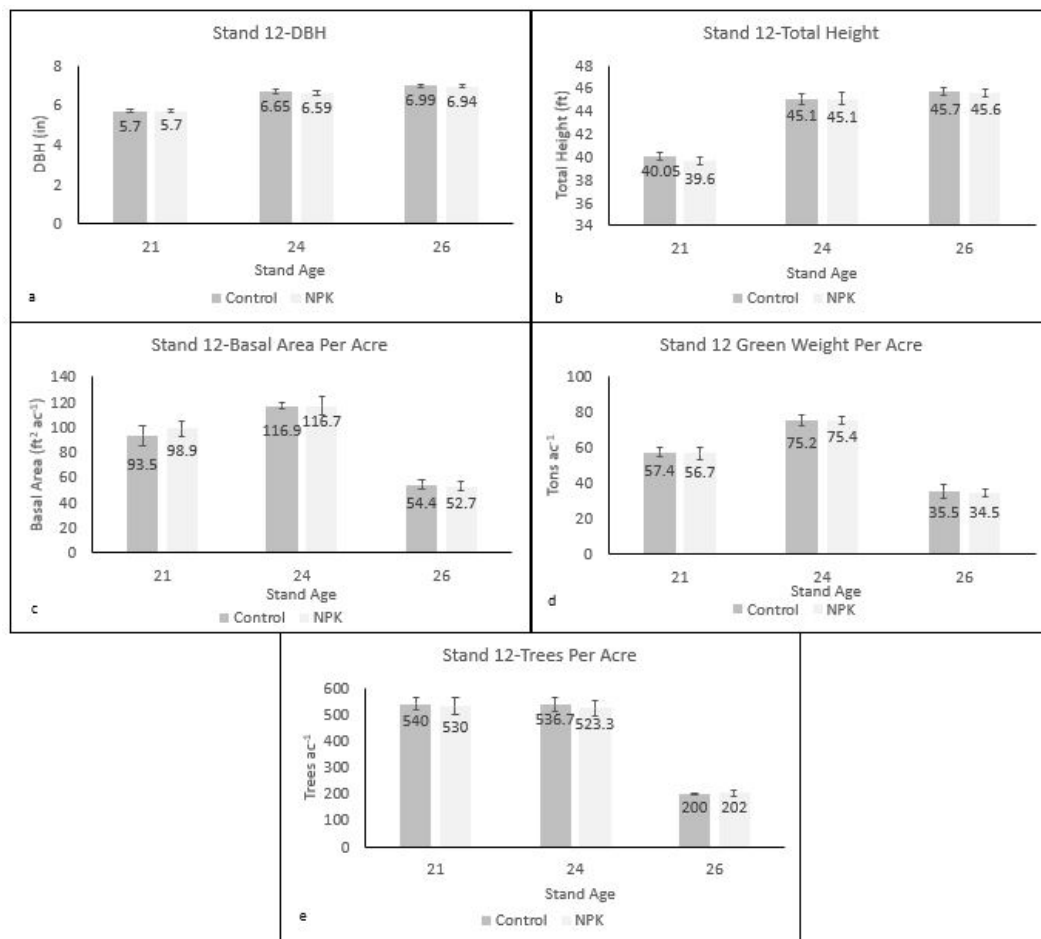 Stand 12-DBH
8
6
4
2
0
DBH (in)
5.7 5.7
6.65 6.59
6.99 6.94
21 24 26
Stand Age
a
Control NPK
Stand 12-Total Height
48
46
44
42
40
38
36
34
Total Height (ft)
40.05 39.6
45.1 45.1
45.7 45.6
21 24 26
Stand Age
b
Control NPK
Stand 12-Basal Area Per Acre
140
120
100
80
60
40
20
0
Basal Area (ft² ac⁻¹)
93.5 98.9
116.9 116.7
54.4 52.7
21 24 26
Stand Age
c
Control NPK
Stand 12 Green Weight Per Acre
100
80
60
40
20
0
Tons ac⁻¹
57.4 56.7
75.2 75.4
35.5 34.5
21 24 26
Stand Age
d
Control NPK
Stand 12-Trees Per Acre
600
500
400
300
200
100
0
Trees ac⁻¹
540 530
536.7 523.3
200 202
21 24 26
Stand Age
e
Control NPK